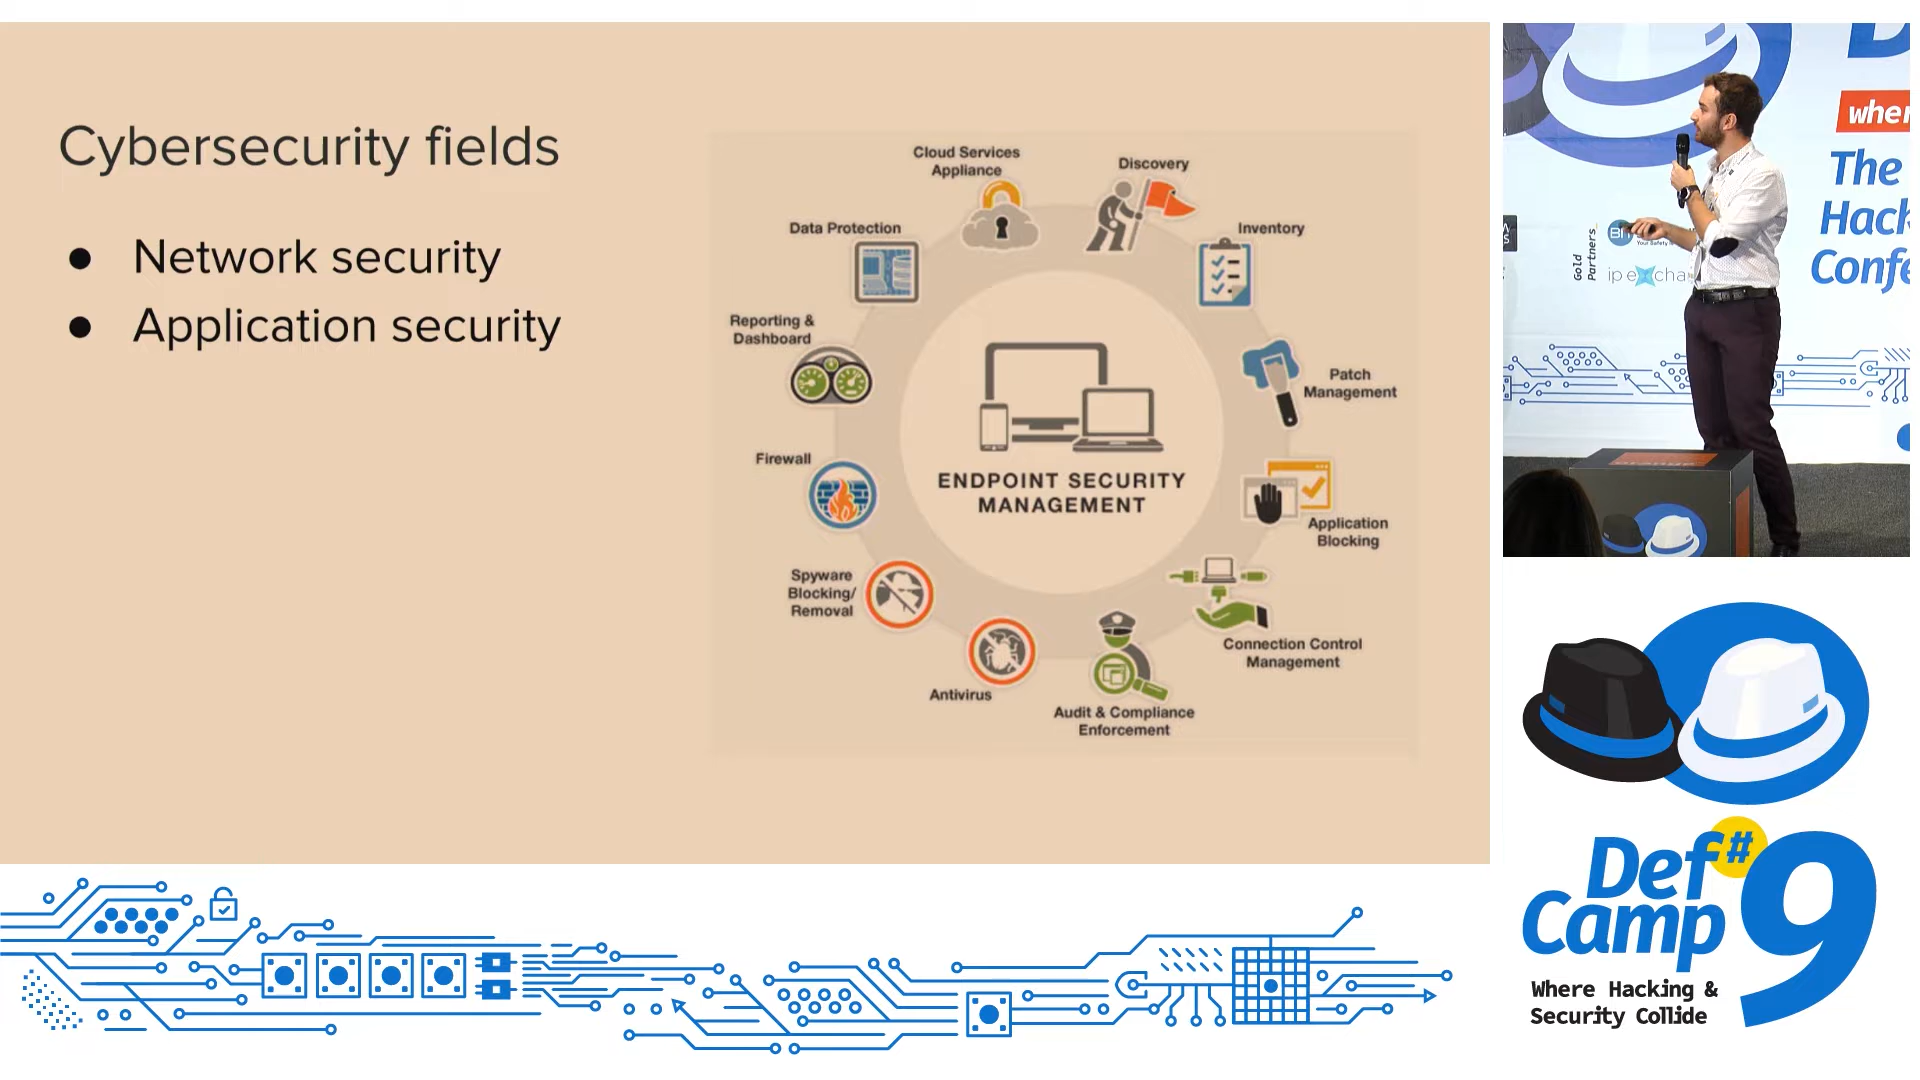 Cybersecurity fields
● Network security
● Application security
Cloud Services
Appliance
Discovery
Data Protection
Inventory
Reporting &
Dashboard
Patch
Management
Firewall
ENDPOINT SECURITY
MANAGEMENT
Application
Blocking
Spyware
Blocking/
Removal
Connection Control
Management
Antivirus
Audit & Compliance
Enforcement
The
Gold
Partners
Def #
Camp 9
Where Hacking &
Security Collide